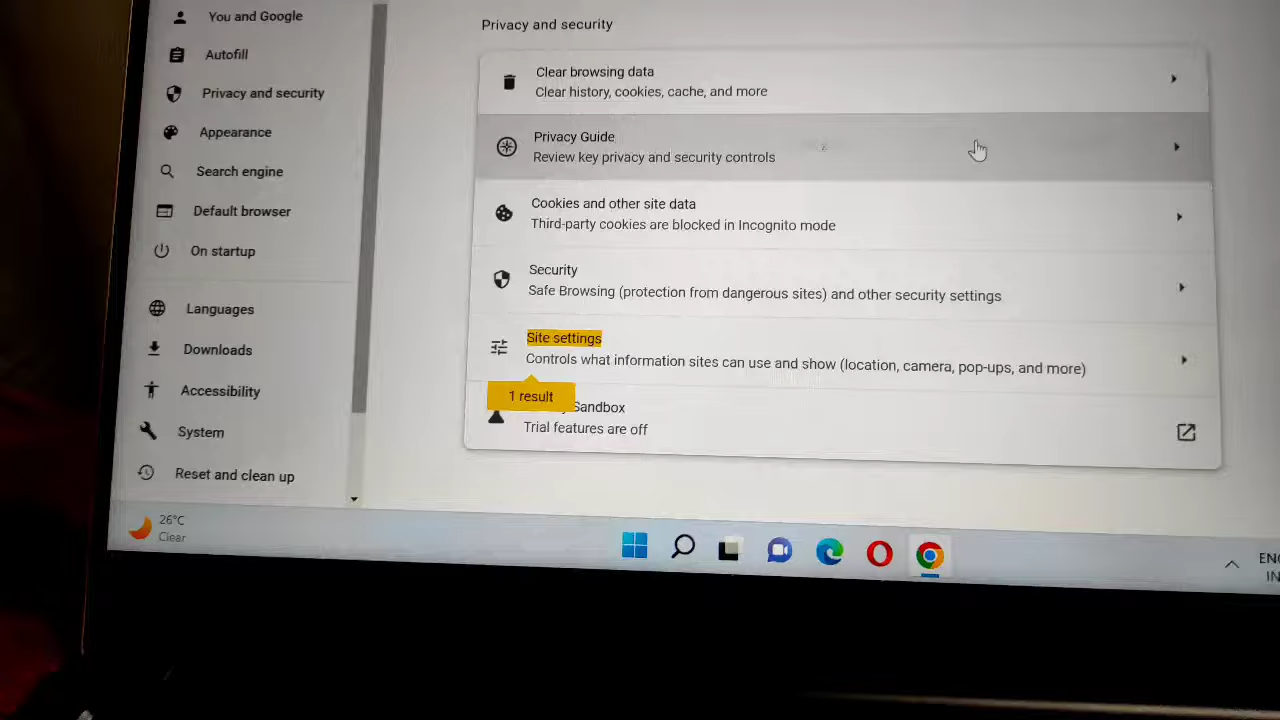 You and Google
Autofill
Privacy and security
Appearance
Search engine
Default browser
On startup
Languages
Downloads
Accessibility
System
Reset and clean up
Privacy and security
Clear browsing data
Clear history, cookies, cache, and more
Privacy Guide
Review key privacy and security controls
Cookies and other site data
Third-party cookies are blocked in Incognito mode
Security
Safe Browsing (protection from dangerous sites) and other security settings
Site settings
Controls what information sites can use and show (location, camera, pop-ups, and more)
1 result
Sandbox
Trial features are off
26°C
Clear
ENG
IN